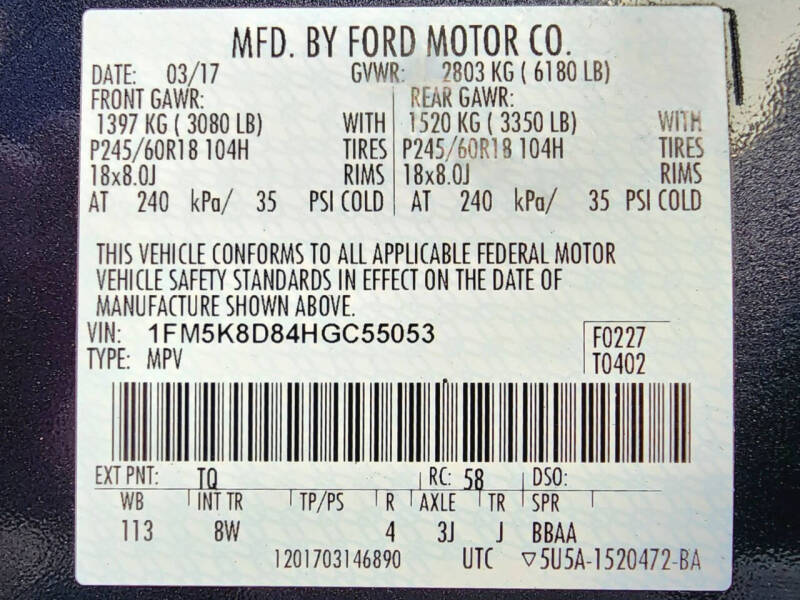 MFD. BY FORD MOTOR CO.
DATE: 03/17 GVWR: 2803 KG ( 6180 LB)
FRONT GAWR: REAR GAWR:
1397 KG ( 3080 LB) WITH 1520 KG ( 3350 LB) WITH
P245/60R18 104H TIRES P245/60R18 104H TIRES
18x8.0J RIMS 18x8.0J RIMS
AT 240 kPa/ 35 PSI COLD AT 240 kPa/ 35 PSI COLD
THIS VEHICLE CONFORMS TO ALL APPLICABLE FEDERAL MOTOR
VEHICLE SAFETY STANDARDS IN EFFECT ON THE DATE OF
MANUFACTURE SHOWN ABOVE.
VIN: 1FM5K8D84HGC55053 F0227
TYPE: MPV T0402
EXT PNT: TQ RC: 58 DSO:
WB INT TR TP/PS R AXLE TR SPR
113 8W 4 3J J BBAA
1201703146890 UTC ▽5U5A-1520472-BA